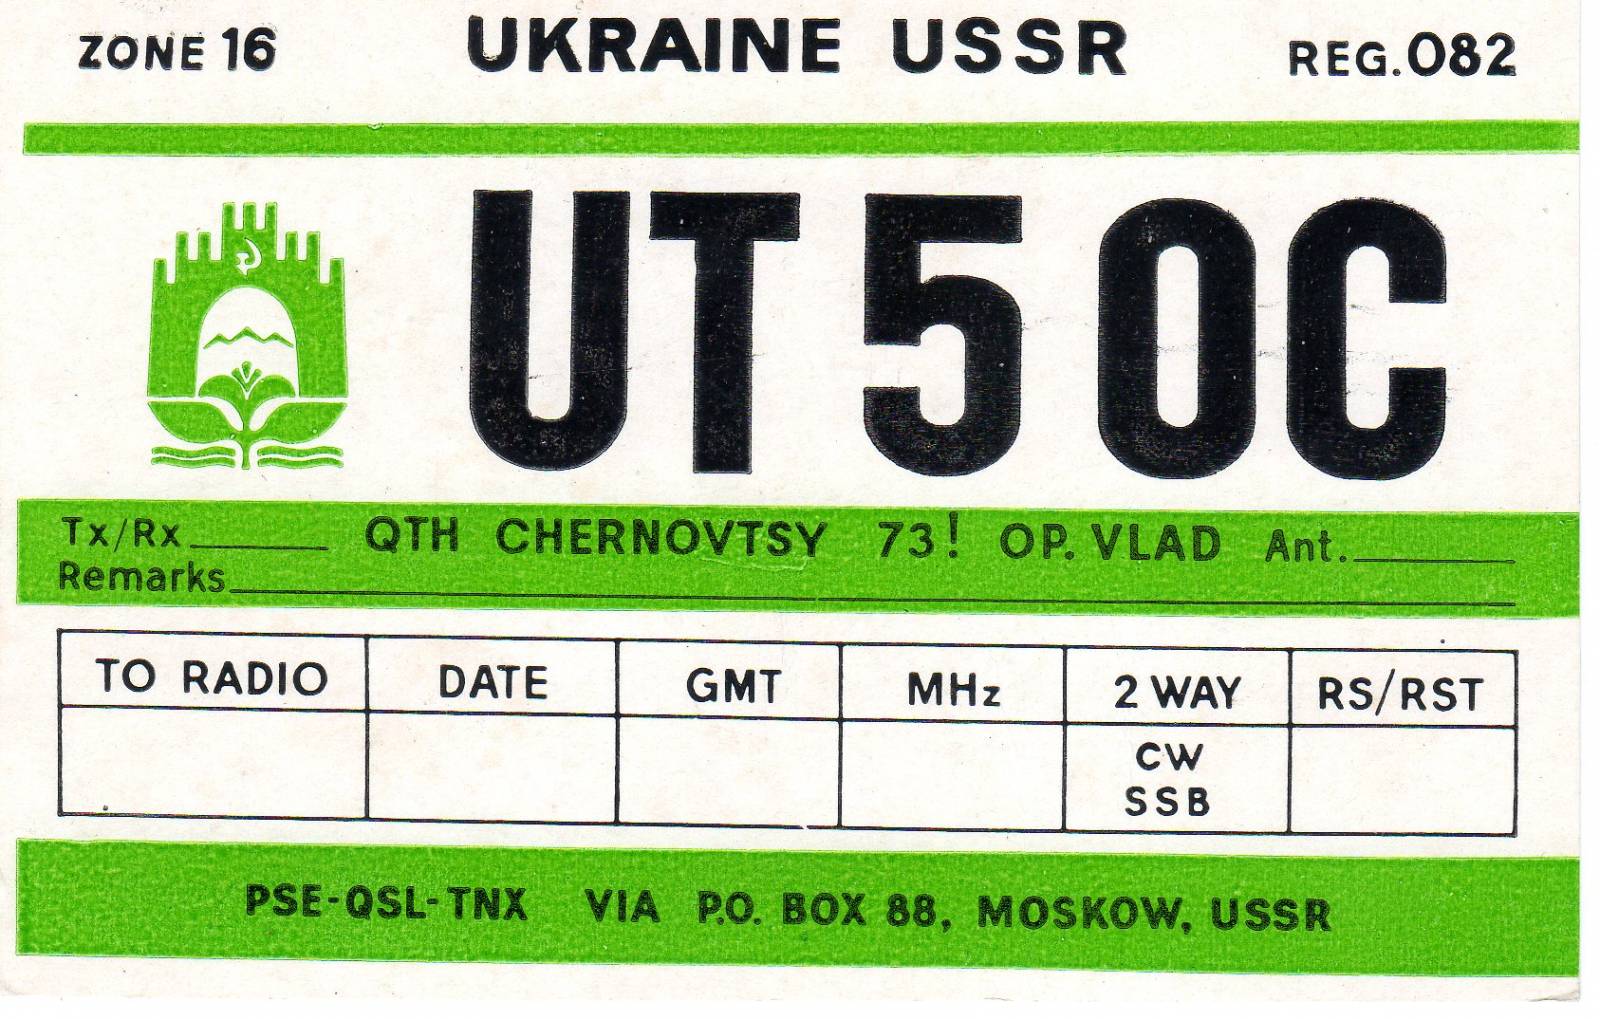 ZONE 16 UKRAINE USSR REG. 082
UT5OC
Tx/Rx QTH CHERNOVTSY 73! OP. VLAD Ant.
Remarks
TO RADIO DATE GMT MHz 2 WAY RS/RST
CW
SSB
PSE-QSL-TNX VIA P.O. BOX 88, MOSKOW, USSR